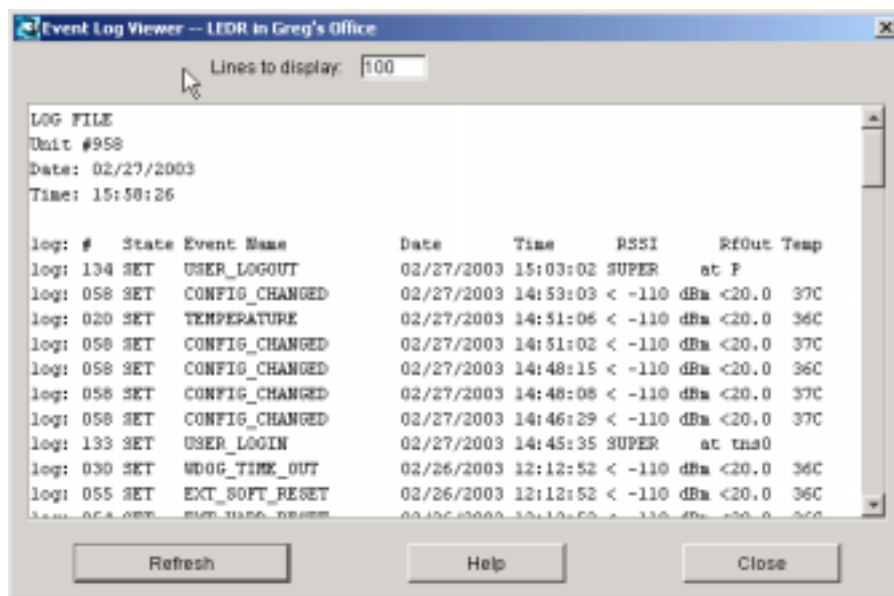 Event Log Viewer -- LEDR in Greg's Office
Lines to display: 100
LOG FILE
Unit #958
Date: 02/27/2003
Time: 15:58:26
log: # State Event Name Date Time RSSI RfOut Temp
log: 134 SET USER_LOGOUT 02/27/2003 15:03:02 SUPER at P
log: 058 SET CONFIG_CHANGED 02/27/2003 14:53:03 < -110 dBm <20.0 37C
log: 020 SET TEMPERATURE 02/27/2003 14:51:06 < -110 dBm <20.0 36C
log: 058 SET CONFIG_CHANGED 02/27/2003 14:51:02 < -110 dBm <20.0 37C
log: 058 SET CONFIG_CHANGED 02/27/2003 14:48:15 < -110 dBm <20.0 36C
log: 058 SET CONFIG_CHANGED 02/27/2003 14:48:08 < -110 dBm <20.0 37C
log: 058 SET CONFIG_CHANGED 02/27/2003 14:46:29 < -110 dBm <20.0 37C
log: 133 SET USER_LOGIN 02/27/2003 14:45:35 SUPER at tns0
log: 030 SET WDOG_TIME_OUT 02/26/2003 12:12:52 < -110 dBm <20.0 36C
log: 055 SET EXT_SOFT_RESET 02/26/2003 12:12:52 < -110 dBm <20.0 36C
Refresh Help Close